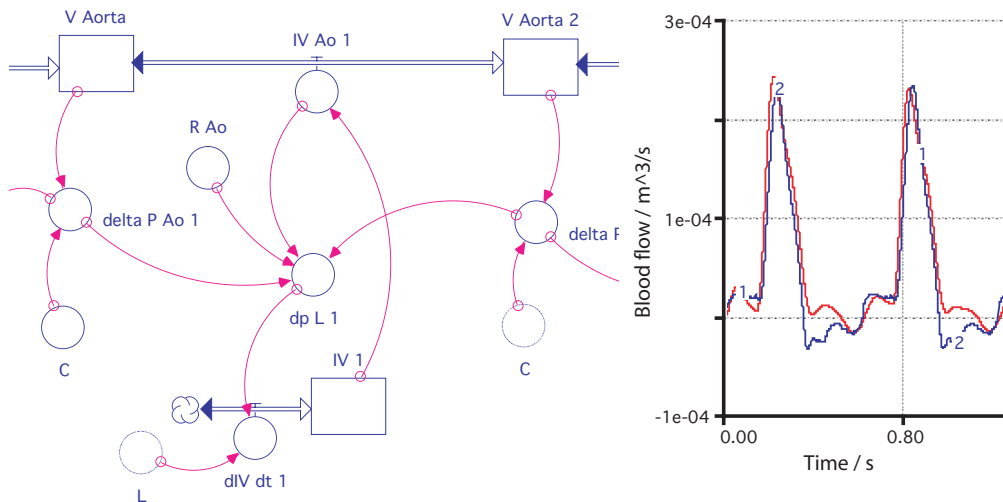 V Aorta
IV Ao 1
V Aorta 2
R Ao
delta P Ao 1
delta P
dp L 1
C
C
IV 1
dIV dt 1
L
3e-04
1e-04
-1e-04
Blood flow / m^3/s
2
1
1
2
0.00
0.80
Time / s